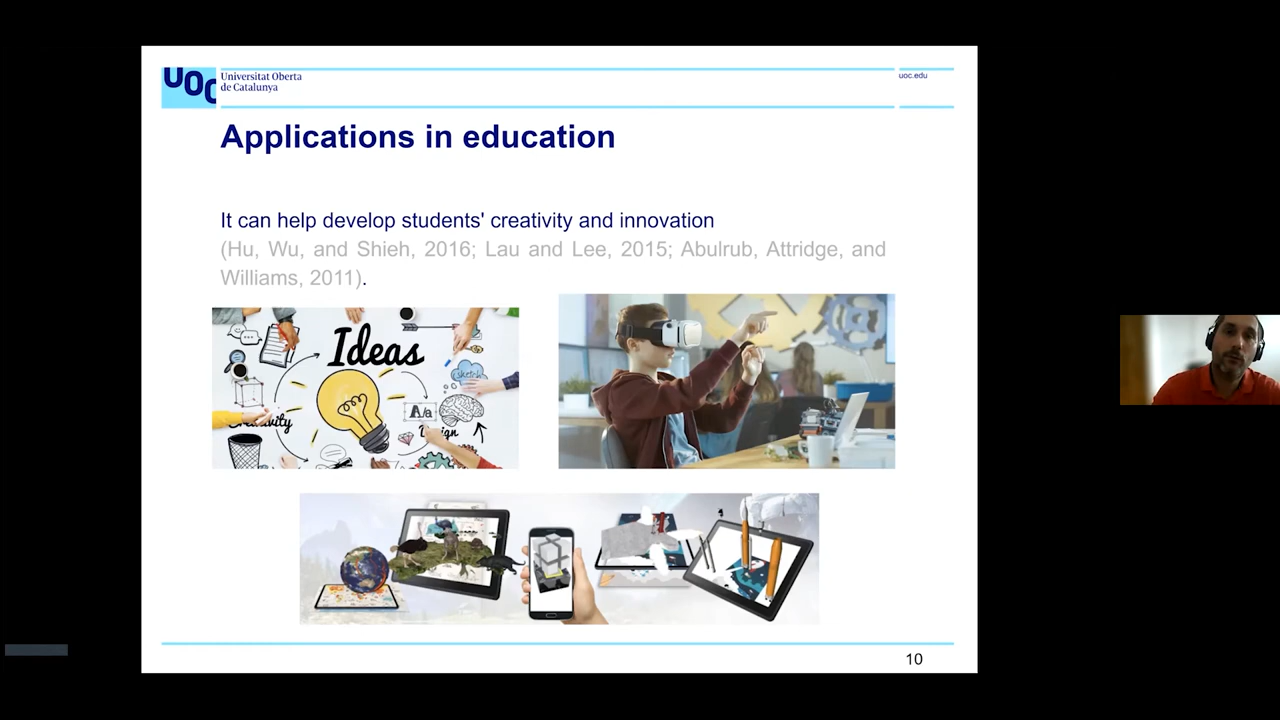 UOC
Universitat Oberta
de Catalunya
uoc.edu
Applications in education
It can help develop students' creativity and innovation
(Hu, Wu, and Shieh, 2016; Lau and Lee, 2015; Abulrub, Attridge, and
Williams, 2011).
Ideas
sketch
A/a
10